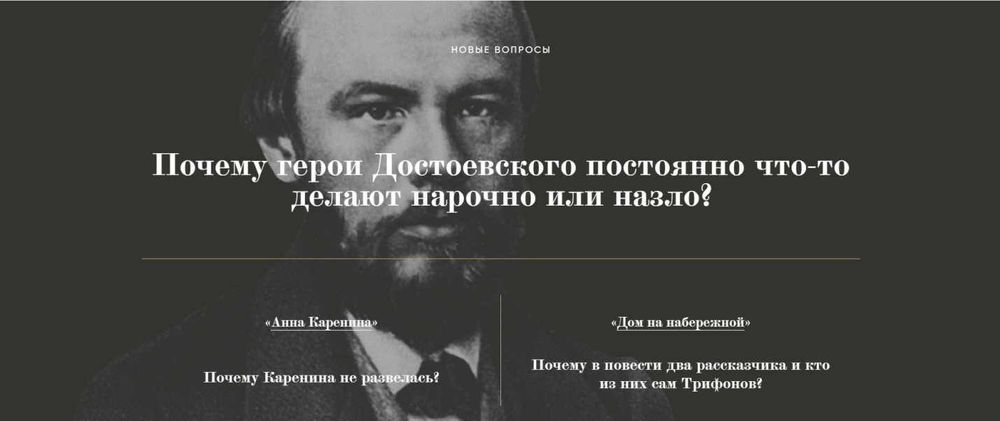 НОВЫЕ ВОПРОСЫ
Почему герои Достоевского постоянно что-то
делают нарочно или назло?
«Анна Каренина»
Почему Каренина не развелась?
«Дом на набережной»
Почему в повести два рассказчика и кто
из них сам Трифонов?